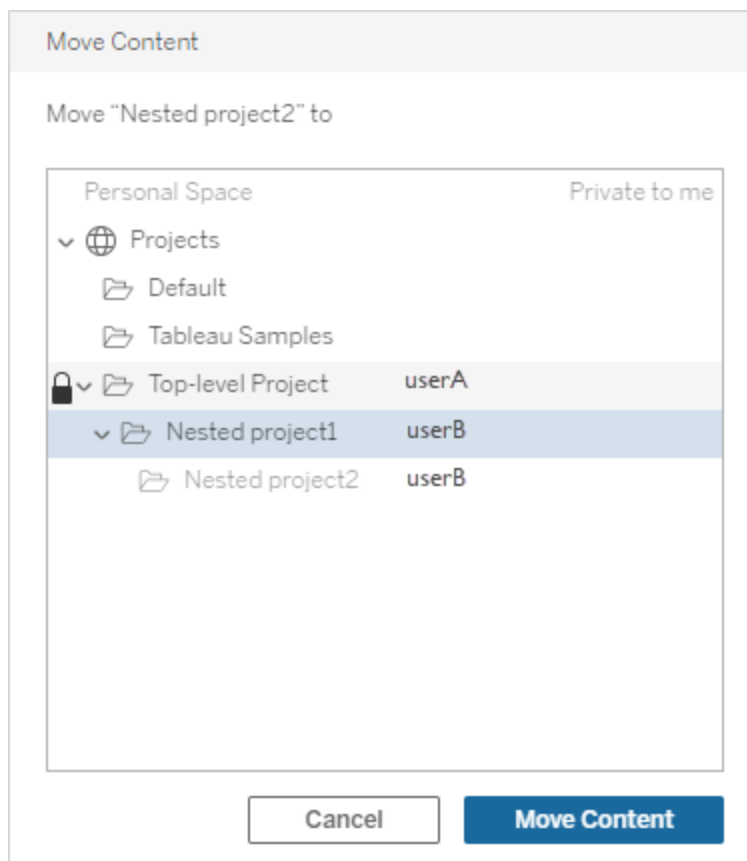 Move Content
Move "Nested project2" to
Personal Space Private to me
Projects
Default
Tableau Samples
Top-level Project userA
Nested project1 userB
Nested project2 userB
Cancel Move Content